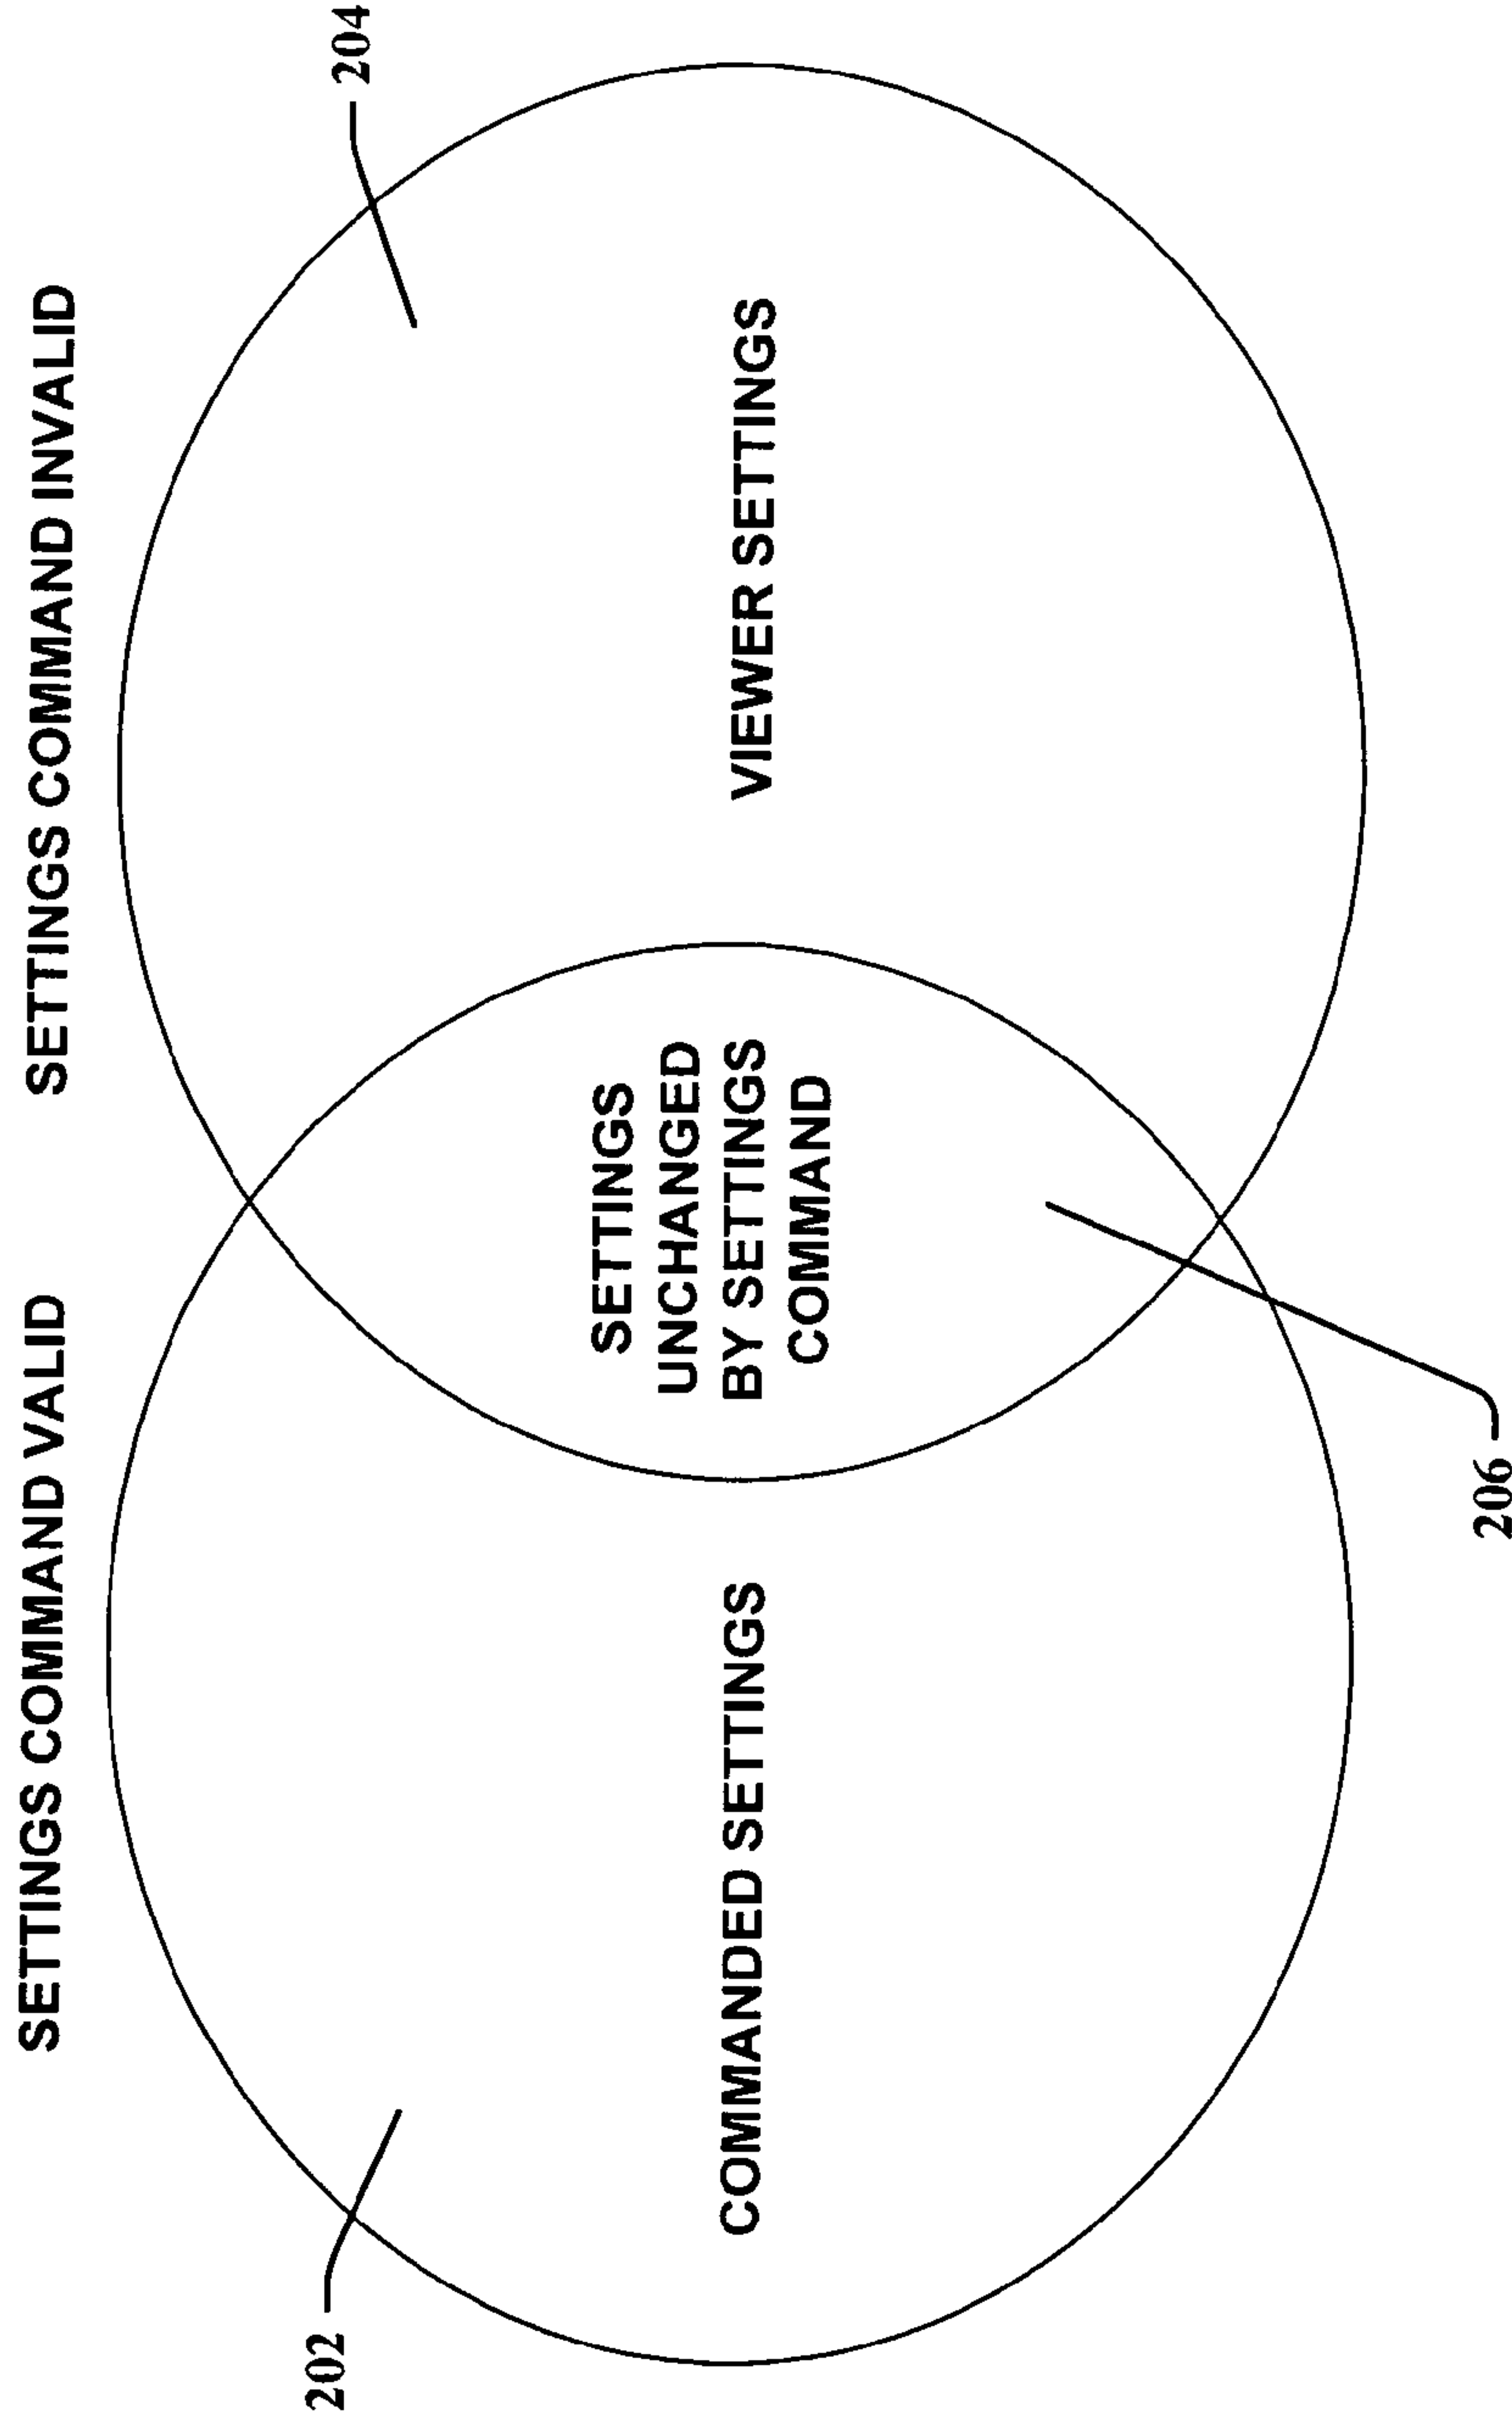 SETTINGS COMMAND VALID
SETTINGS COMMAND INVALID
204
202
COMMANDED SETTINGS
SETTINGS
UNCHANGED
BY SETTINGS
COMMAND
VIEWER SETTINGS
206